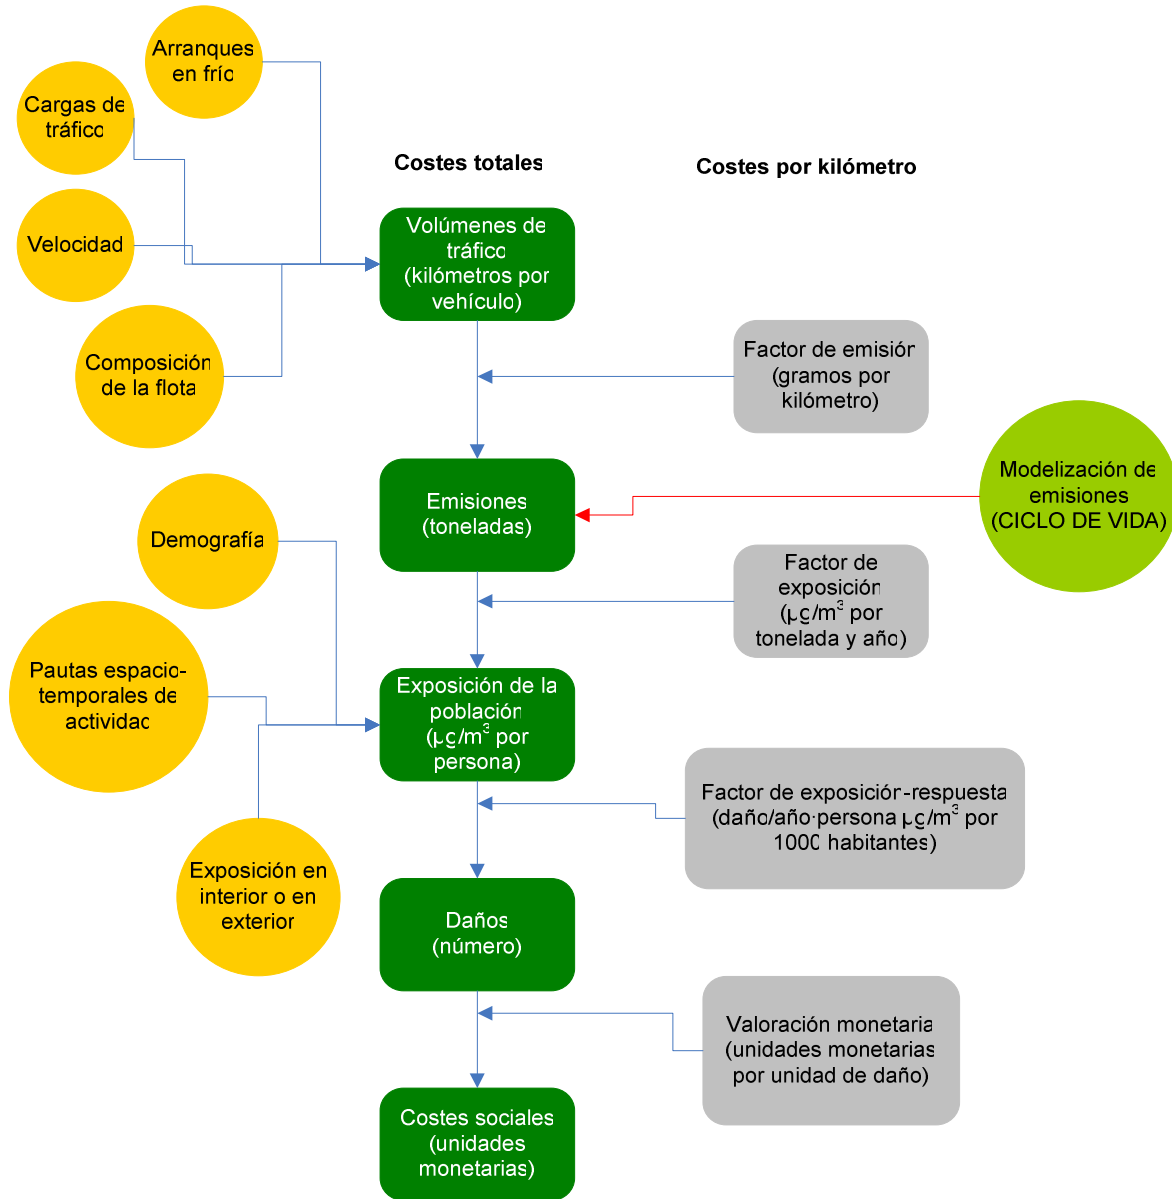 Arranques
en frío
Cargas de
tráfico
Velocidad
Composición
de la flota
Costes totales
Costes por kilómetro
Volúmenes de
tráfico
(kilómetros por
vehículo)
Factor de emisión
(gramos por
kilómetro)
Modelización de
emisiones
(CICLO DE VIDA)
Emisiones
(toneladas)
Demografía
Factor de
exposición
(µg/m³ por
tonelada y año)
Pautas espacio-
temporales de
actividad
Exposición de la
población
(µg/m³ por
persona)
Factor de exposición-respuesta
(daño/año·persona µg/m³ por
1000 habitantes)
Exposición en
interior o en
exterior
Daños
(número)
Valoración monetaria
(unidades monetarias
por unidad de daño)
Costes sociales
(unidades
monetarias)